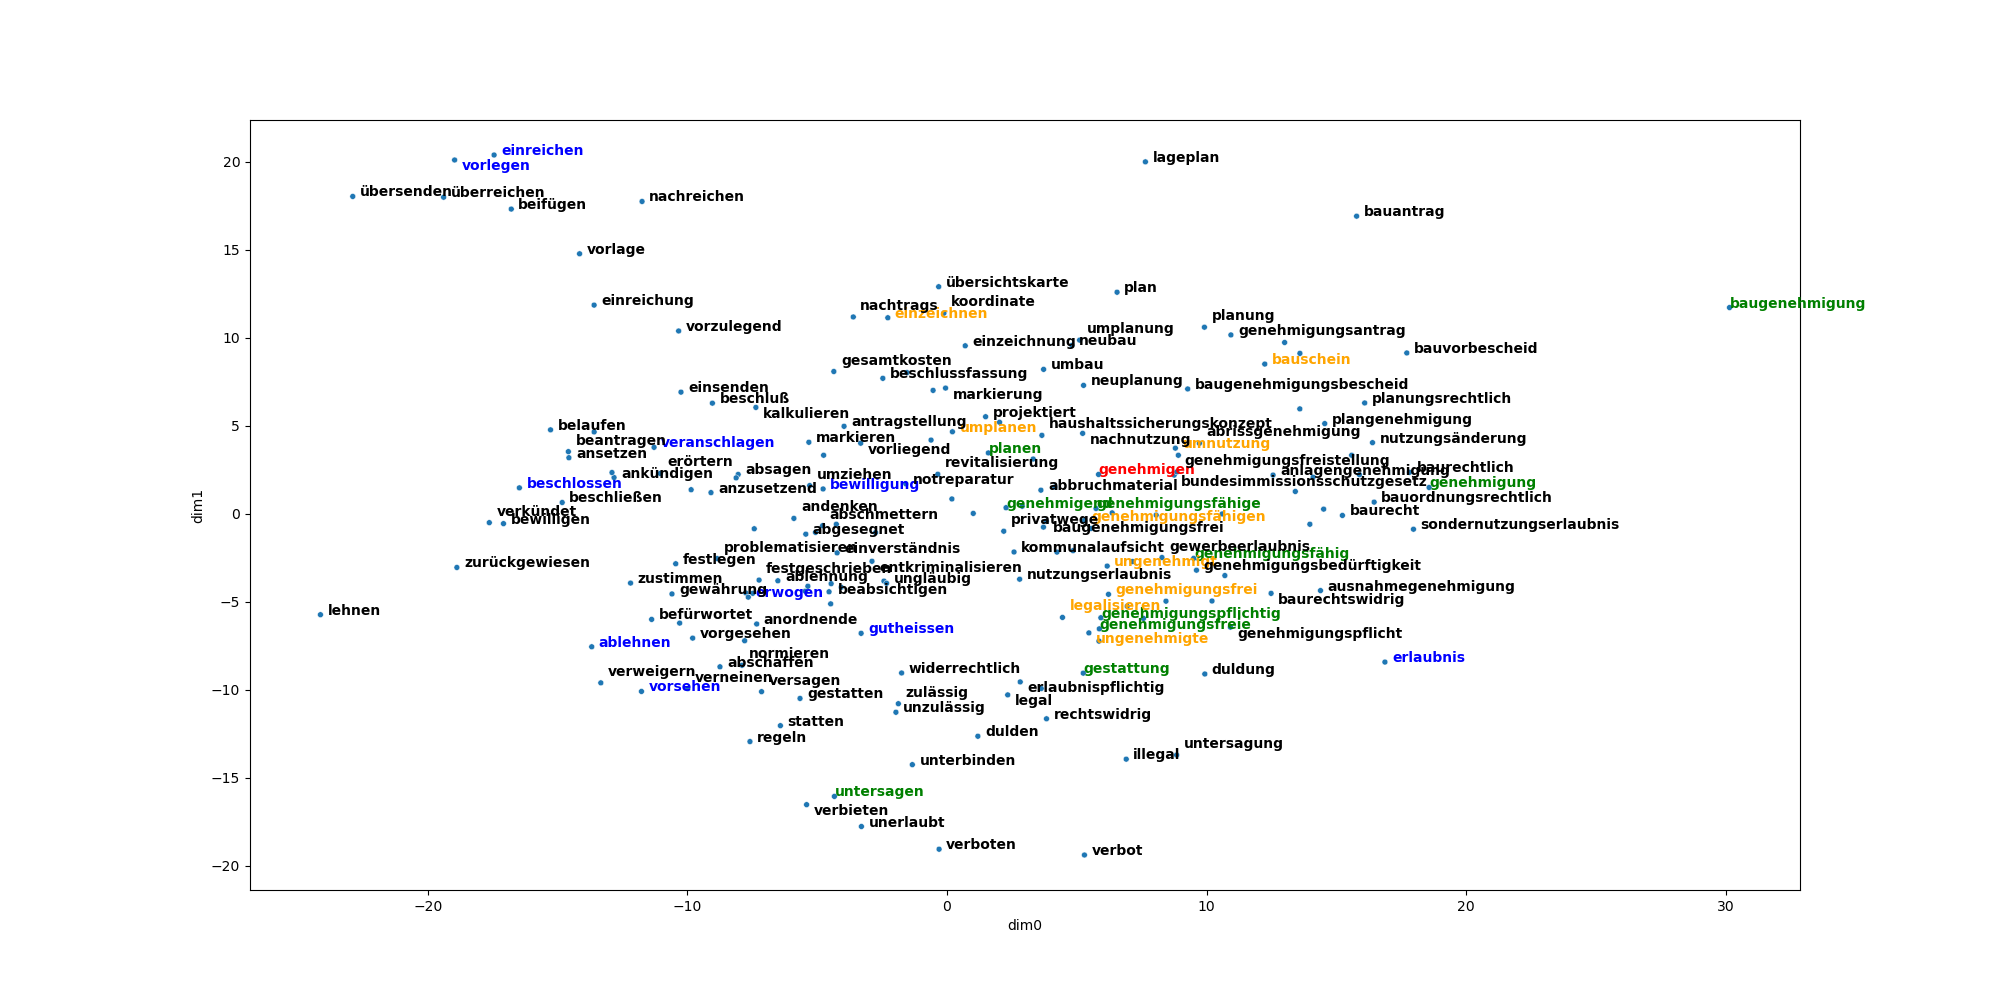 einreichen
vorlegen
lageplan
übersenden
überreichen
nachreichen
beifügen
bauantrag
vorlage
übersichtskarte
plan
einreichung
nachtrags
koordinate
baugenehmigung
einzeichnen
planung
vorzulegend
umplanung
genehmigungsantrag
einzeichnung
neubau
bauvorbescheid
gesamtkosten
bauschein
umbau
beschlussfassung
neuplanung
baugenehmigungsbescheid
einsenden
markierung
beschluß
planungsrechtlich
kalkulieren
projektiert
antragstellung
haushaltssicherungskonzept
plangenehmigung
belaufen
umplanen
abrissgenehmigung
beantragen
veranschlagen
markieren
nachnutzung
umnutzung
nutzungsänderung
ansetzen
vorliegend
planen
erörtern
revitalisierung
genehmigungsfreistellung
ankündigen
absagen
umziehen
genehmigen
anlagengenehmigung
baurechtlich
beschlossen
anzusetzend
bewilligung
notreparatur
abbruchmaterial
bundesimmissionsschutzgesetz
genehmigung
beschließen
andenken
genehmigend
genehmigungsfähige
bauordnungsrechtlich
verkündet
bewilligen
abschmettern
privatwege
genehmigungsfähigen
baurecht
abgesegnet
baugenehmigungsfrei
sondernutzungserlaubnis
problematisieren
einverständnis
kommunalaufsicht
gewerbeerlaubnis
genehmigungsfähig
zurückgewiesen
festlegen
festgeschrieben
entkriminalisieren
ungenehmigt
genehmigungsbedürftigkeit
zustimmen
ablehnung
unglaubig
nutzungserlaubnis
gewährung
erwogen
beabsichtigen
genehmigungsfrei
ausnahmegenehmigung
lehnen
legalisieren
baurechtswidrig
befürwortet
anordnende
genehmigungspflichtig
vorgesehen
gutheissen
genehmigungsfreie
genehmigungspflicht
ablehnen
ungenehmigte
normieren
abschaffen
erlaubnis
verweigern
verneinen
widerrechtlich
gestattung
duldung
vorsehen
versagen
gestatten
zulässig
erlaubnispflichtig
unzulässig
legal
statten
rechtswidrig
regeln
dulden
untersagung
unterbinden
illegal
untersagen
verbieten
unerlaubt
verboten
verbot
20
15
10
5
0
−5
−10
−15
−20
dim1
−20 −10 0 10 20 30
dim0